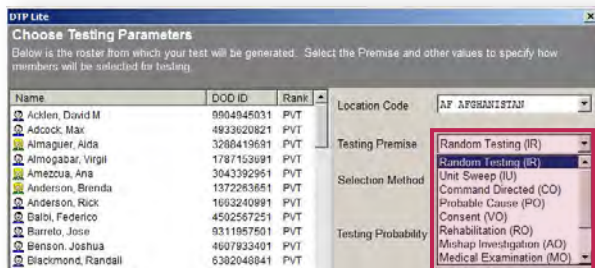 DTP Lite
Choose Testing Parameters
Below is the roster from which your test will be generated. Select the Premise and other values to specify how
members will be selected for testing.
Name DOD ID Rank
Acklen, David M 9904945031 PVT
Adcock, Max 4933620821 PVT
Almaguer, Aida 3288419691 PVT
Almogabar, Virgil 1787153691 PVT
Amezcua, Ana 3043392961 PVT
Anderson, Brenda 1372263651 PVT
Anderson, Rick 1663240991 PVT
Balbi, Federico 4502567251 PVT
Barreto, Jose 9311957501 PVT
Benson, Joshua 4607933401 PVT
Blackmond, Randall 6382048841 PVT
Location Code AF AFGHANISTAN
Testing Premise Random Testing (IR)
Random Testing (IR)
Unit Sweep (IU)
Selection Method
Command Directed (CO)
Probable Cause (PO)
Consent (VO)
Testing Probability
Rehabilitation (RO)
Mishap Investigation (AO)
Medical Examination (MO)